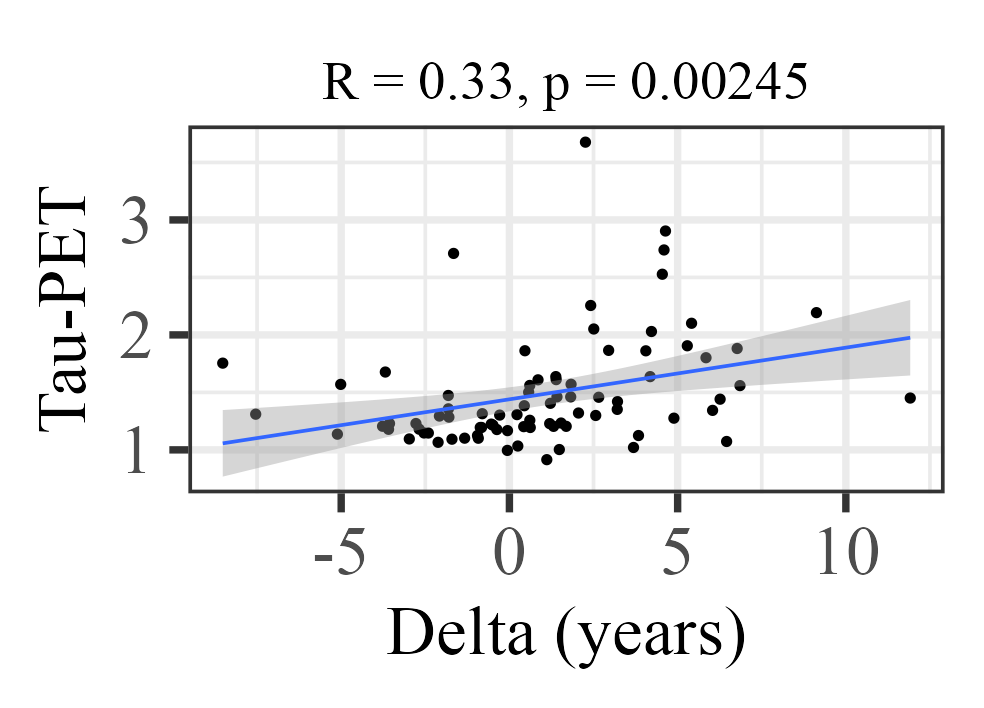 R = 0.33, p = 0.00245
Tau-PET
3
2
1
-5 0 5 10
Delta (years)